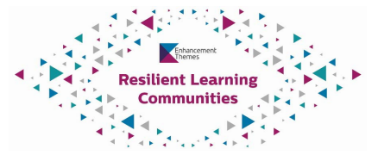 Enhancement
Themes
Resilient Learning
Communities